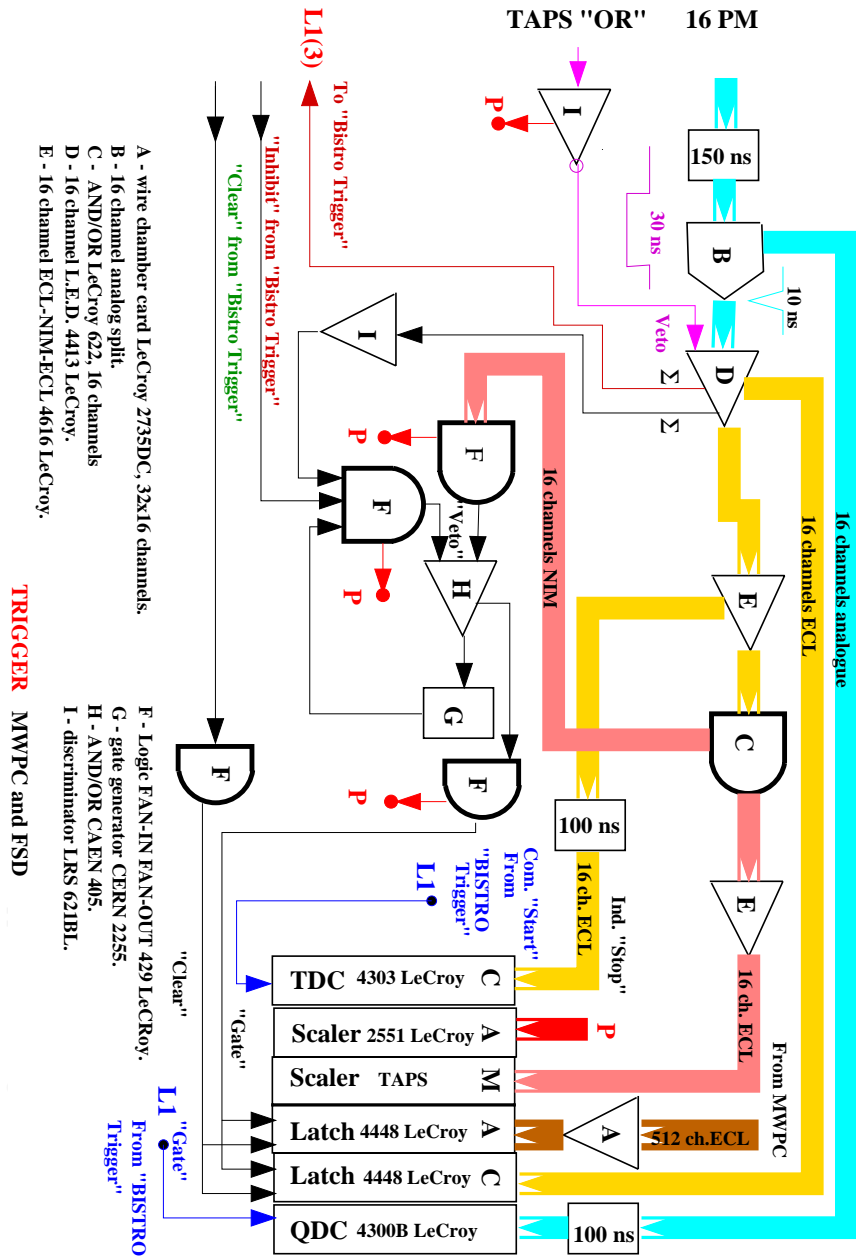 TAPS "OR"
16 PM
L1(3)
To "Bistro Trigger"
"Inhibit" from "Bistro Trigger"
"Clear" from "Bistro Trigger"
P
I
150 ns
B
30 ns
10 ns
Veto
D
Σ
Σ
I
16 channels analogue
16 channels ECL
16 channels NIM
F
P
F
"Veto"
P
H
G
E
C
F
P
F
100 ns
E
16 ch. ECL
Ind. "Stop"
Com. "Start"
From
"BISTRO
Trigger"
L1
16 ch. ECL
From MWPC
512 ch.ECL
A
P
"Clear"
"Gate"
TDC 4303 LeCroy C
Scaler 2551 LeCroy A
Scaler TAPS M
Latch 4448 LeCroy A
Latch 4448 LeCroy C
QDC 4300B LeCroy
100 ns
L1
"Gate"
From "BISTRO
Trigger"
A - wire chamber card LeCroy 2735DC, 32x16 channels.
B - 16 channel analog split.
C - AND/OR LeCroy 622, 16 channels
D - 16 channel L.E.D. 4413 LeCroy.
E - 16 channel ECL-NIM-ECL 4616 LeCroy.
F - Logic FAN-IN FAN-OUT 429 LeCRoy.
G - gate generator CERN 2255.
H - AND/OR CAEN 405.
I - discriminator LRS 621BL.
TRIGGER MWPC and FSD